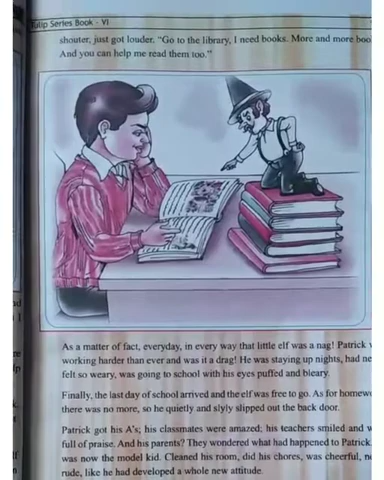 Tulip Series Book - VI
shouter, just got louder. "Go to the library, I need books. More and more boo
And you can help me read them too."
As a matter of fact, everyday, in every way that little elf was a nag! Patrick
working harder than ever and was it a drag! He was staying up nights, had ne
felt so weary, was going to school with his eyes puffed and bleary.
Finally, the last day of school arrived and the elf was free to go. As for homew
there was no more, so he quietly and slyly slipped out the back door.
Patrick got his A's; his classmates were amazed; his teachers smiled and w
full of praise. And his parents? They wondered what had happened to Patrick.
was now the model kid. Cleaned his room, did his chores, was cheerful, n
rude, like he had developed a whole new attitude.